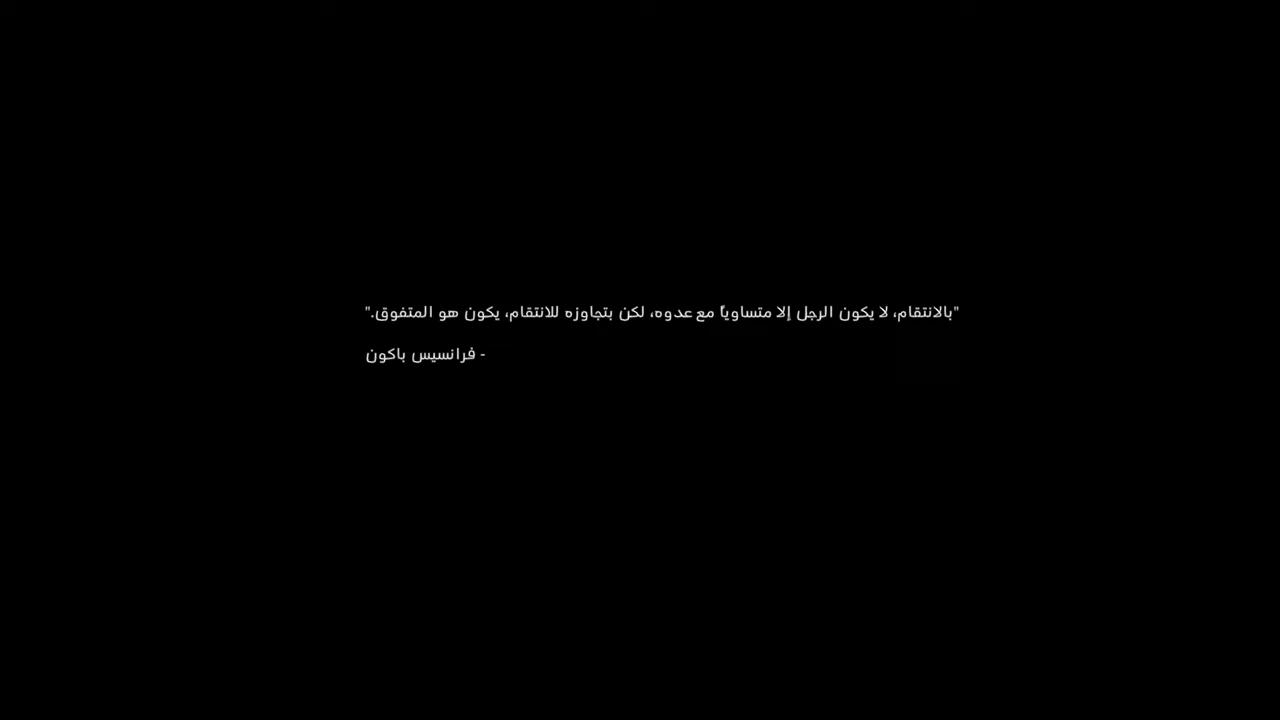 "بالانتقام، لا يكون الرجل إلا متساوياً مع عدوه، لكن بتجاوزه للانتقام، يكون هو المتفوق."
- فرانسيس باكون